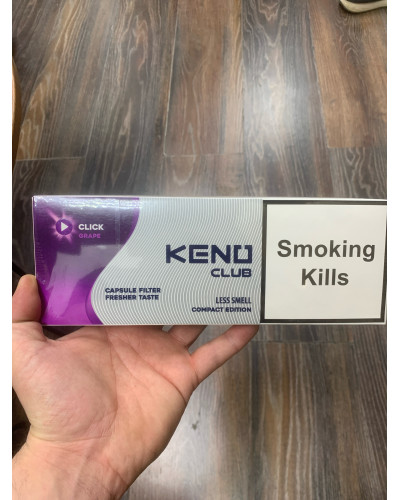 CLICK
GRAPE
KENO
CLUB
CAPSULE FILTER
FRESHER TASTE
LESS SMELL
COMPACT EDITION
Smoking
Kills